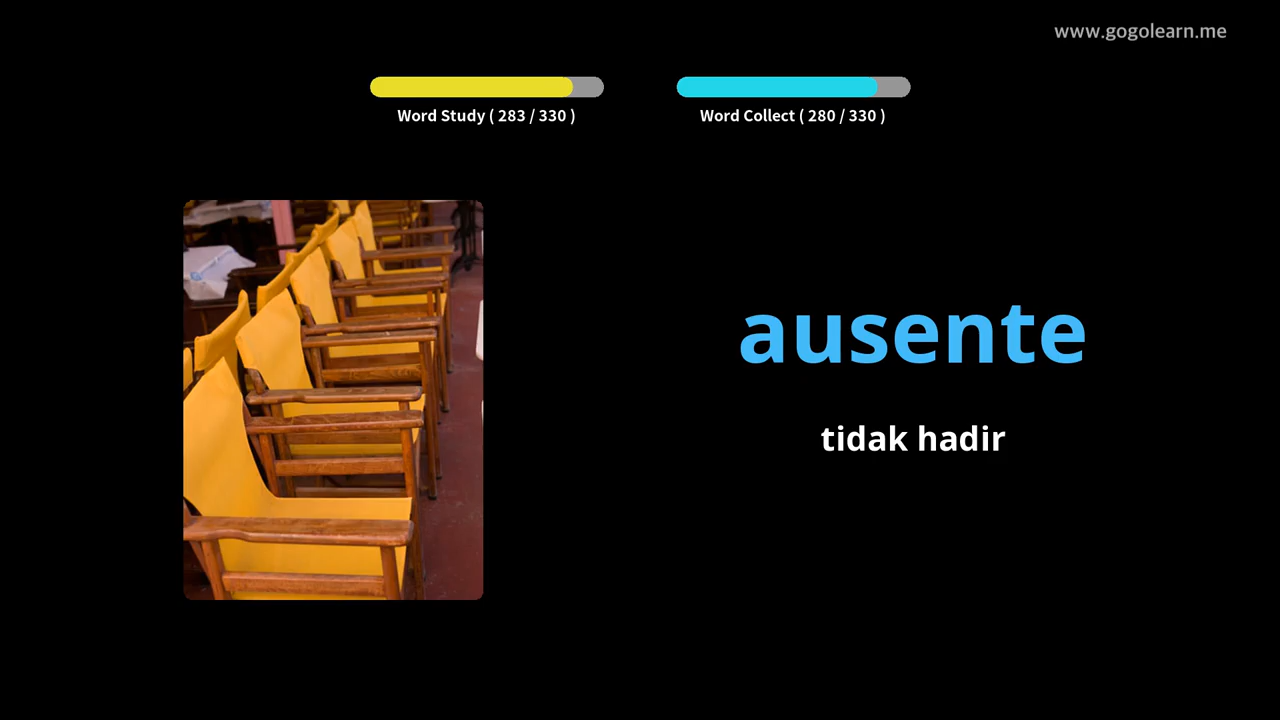 www.gogolearn.me
Word Study ( 283 / 330 )
Word Collect ( 280 / 330 )
ausente
tidak hadir